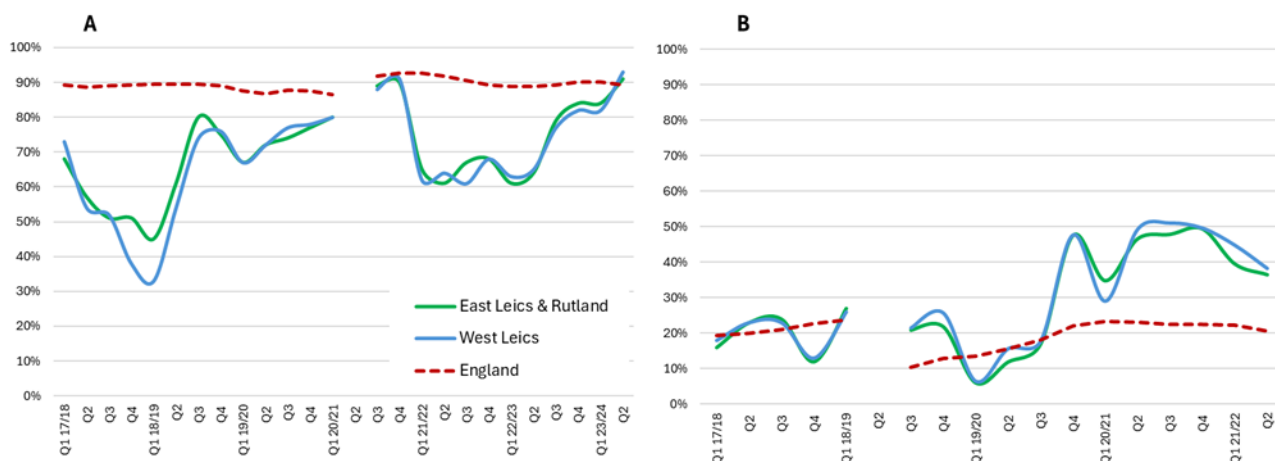 A
100%
90%
80%
70%
60%
50%
40%
30%
20%
10%
0%
East Leics & Rutland
West Leics
England
Q1 17/18
Q2
Q3
Q4
Q1 18/19
Q2
Q3
Q4
Q1 19/20
Q2
Q3
Q4
Q1 20/21
Q2
Q3
Q4
Q1 21/22
Q2
Q3
Q4
Q1 22/23
Q2
Q3
Q4
Q1 23/24
Q2
B
100%
90%
80%
70%
60%
50%
40%
30%
20%
10%
0%
Q1 17/18
Q2
Q3
Q4
Q1 18/19
Q2
Q3
Q4
Q1 19/20
Q2
Q3
Q4
Q1 20/21
Q2
Q3
Q4
Q1 21/22
Q2